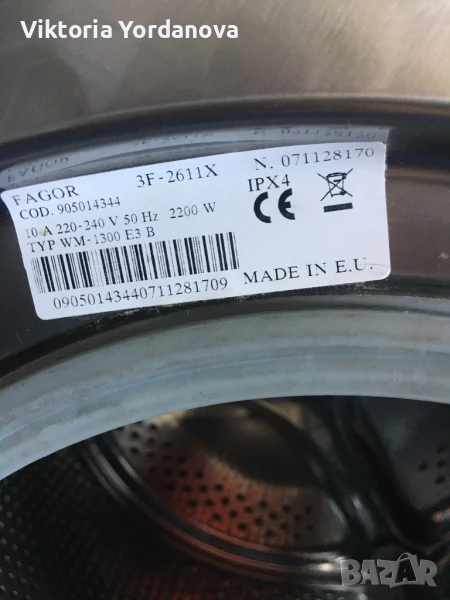 Viktoria Yordanova
FAGOR 3F-2611X N. 071128170
COD. 905014344 IPX4
10 A 220-240 V 50 Hz 2200 W
TYP WM-1300 E3 B
CE
09050143440711281709
MADE IN E.U.
BAZAR